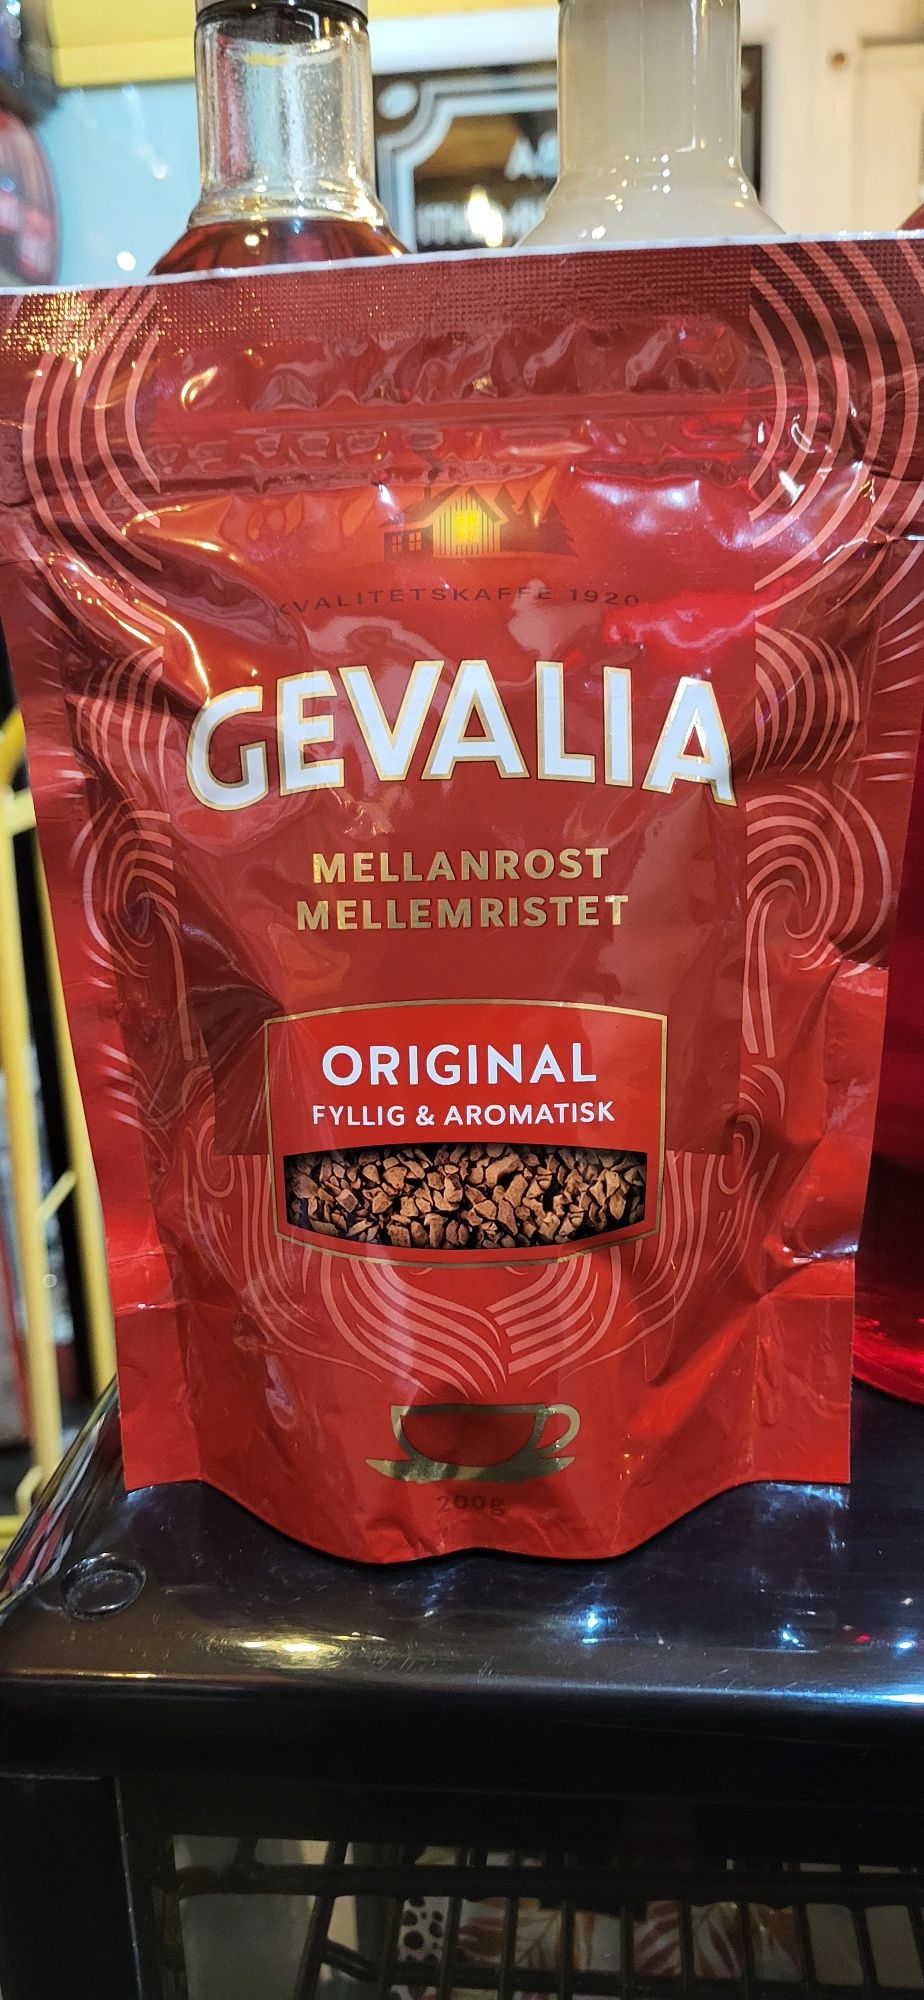 KVALITETSKAFFE 1920
GEVALIA
MELLANROST
MELLEMRISTET
ORIGINAL
FYLLIG & AROMATISK
200g